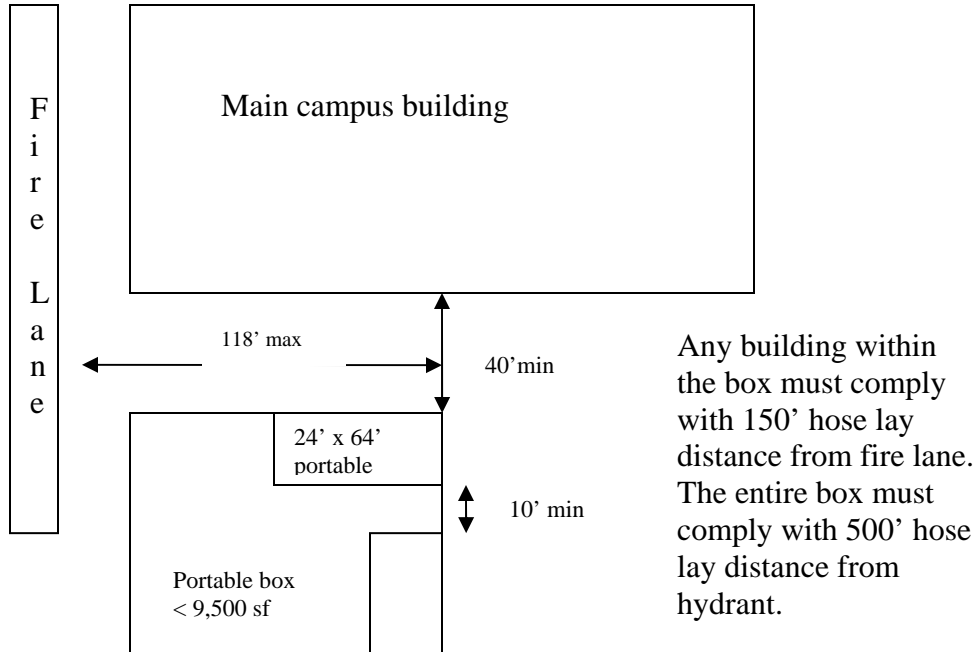 Fire Lane
Main campus building
118’ max
40’min
24’ x 64’
portable
10’ min
Portable box
< 9,500 sf
Any building within
the box must comply
with 150’ hose lay
distance from fire lane.
The entire box must
comply with 500’ hose
lay distance from
hydrant.